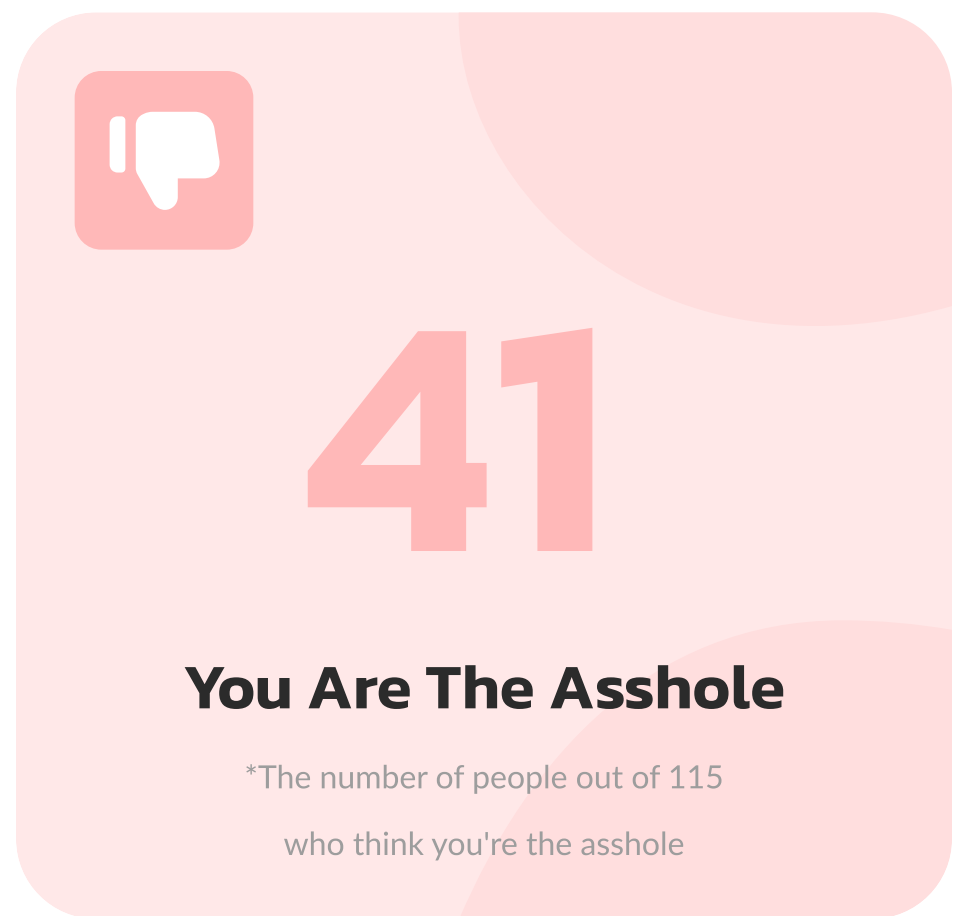 41
You Are The Asshole
*The number of people out of 115
who think you're the asshole